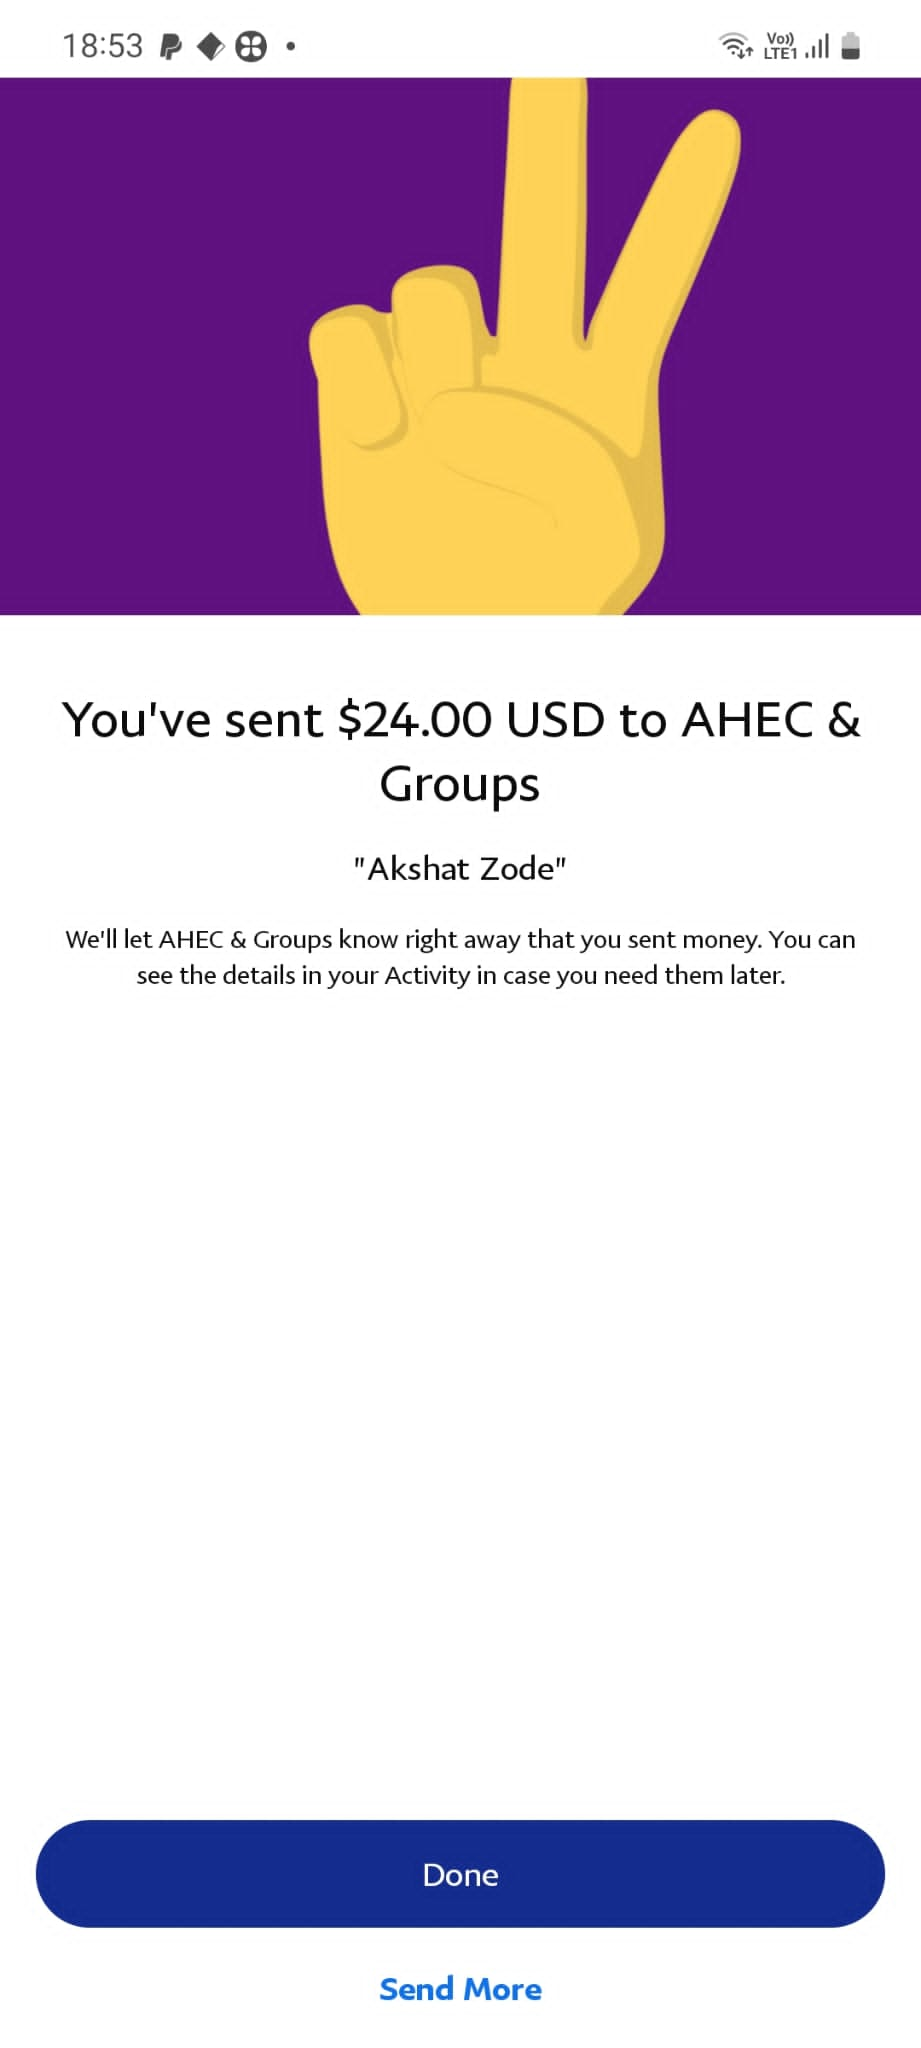 18:53
Vo)) LTE1
You've sent $24.00 USD to AHEC &
Groups
"Akshat Zode"
We'll let AHEC & Groups know right away that you sent money. You can
see the details in your Activity in case you need them later.
Done
Send More